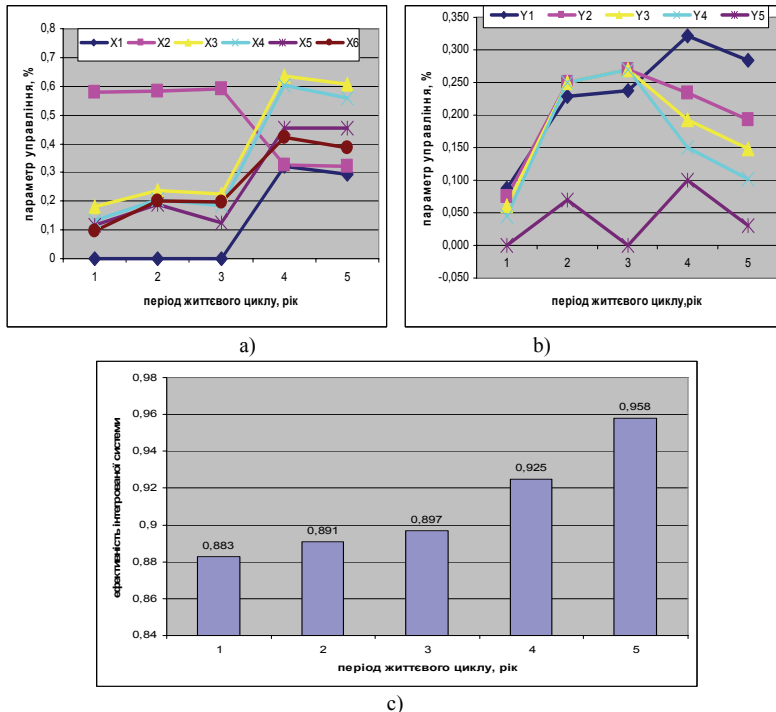 X1 X2 X3 X4 X5 X6
0,8
0,7
0,6
0,5
0,4
0,3
0,2
0,1
0
1 2 3 4 5
параметр управління, %
період життєвого циклу, рік
a)
Y1 Y2 Y3 Y4 Y5
0,350
0,300
0,250
0,200
0,150
0,100
0,050
0,000
-0,050
1 2 3 4 5
параметр управління, %
період життєвого циклу,рік
b)
0,98
0,96
0,94
0,92
0,9
0,88
0,86
0,84
0,883
0,891
0,897
0,925
0,958
1 2 3 4 5
ефективність інтегрованої системи
період життєвого циклу, рік
c)